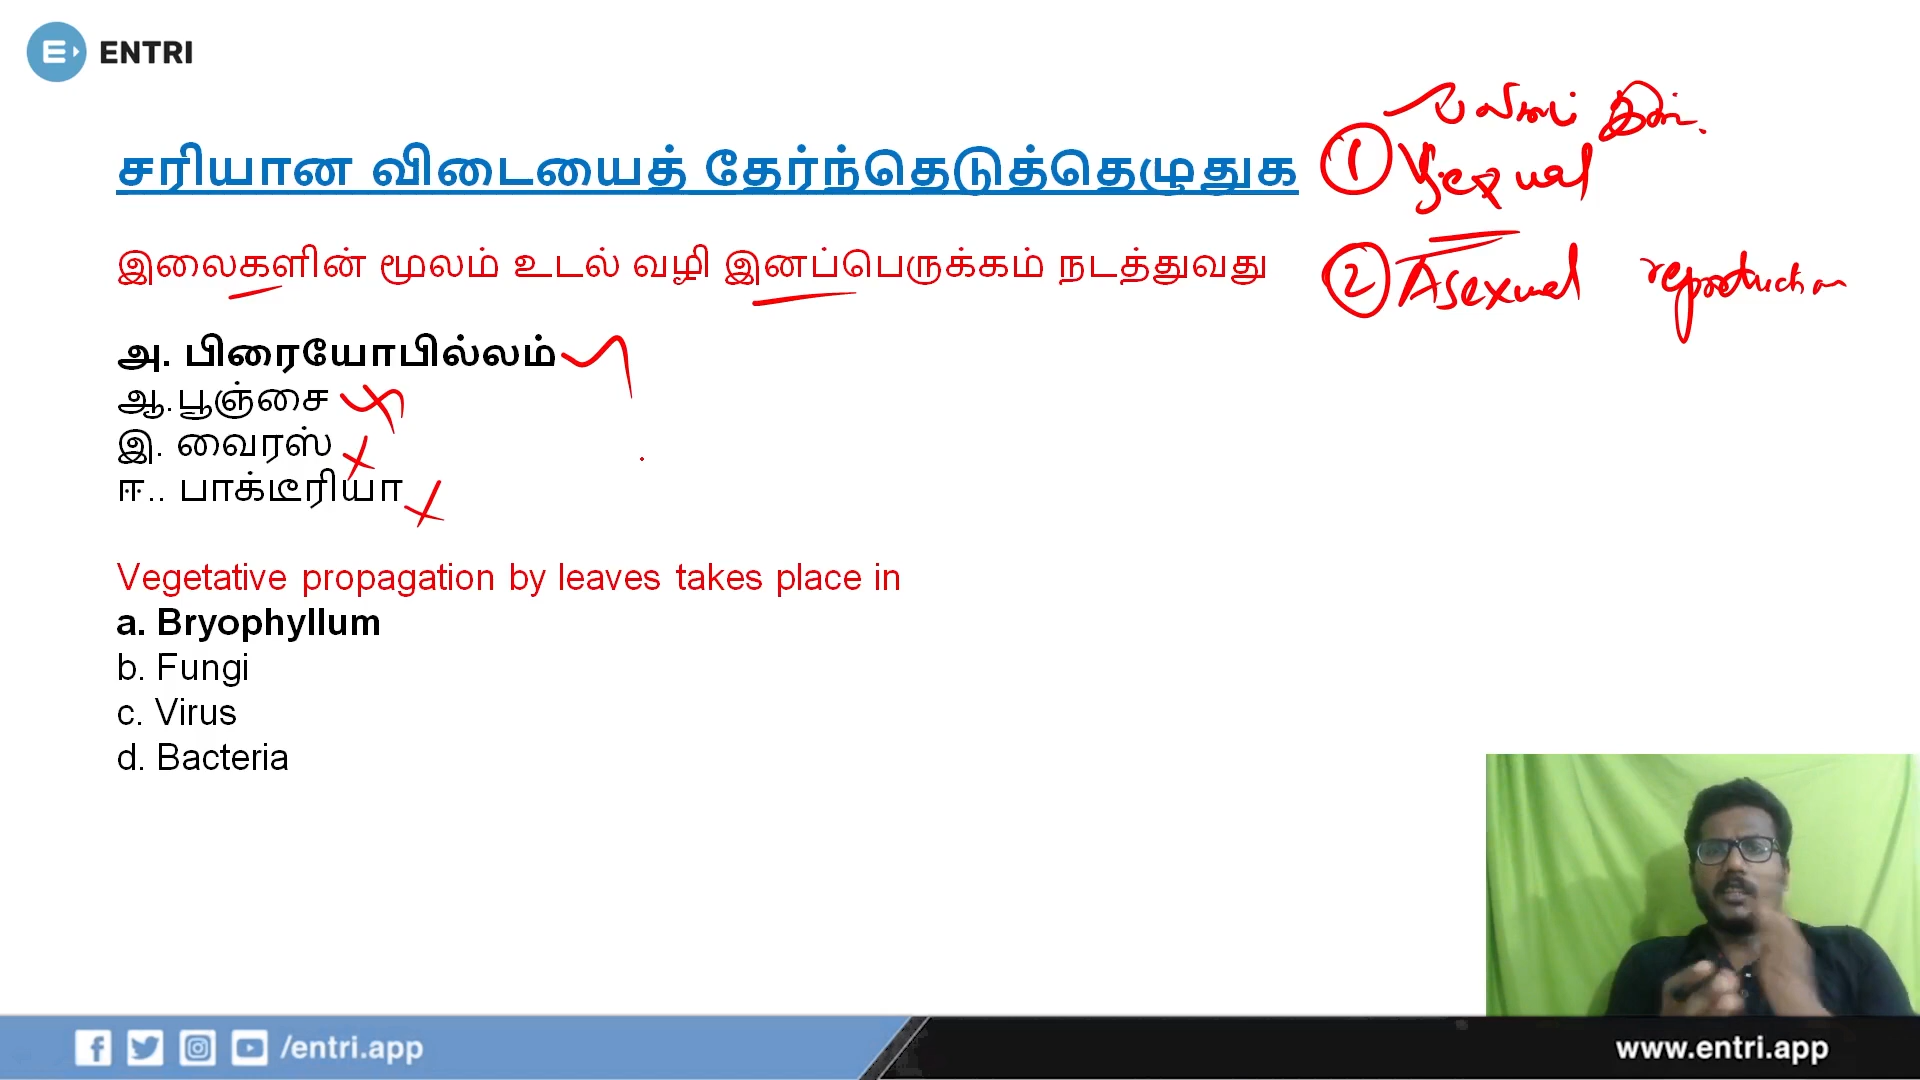 ENTRI
சரியான விடையைத் தேர்ந்தெடுத்தெழுதுக
① Sexual
இலைகளின் மூலம் உடல் வழி இனப்பெருக்கம் நடத்துவது
② Asexual reproduction
அ. பிரையோபில்லம்
ஆ.பூஞ்சை
இ. வைரஸ்
ஈ.. பாக்டீரியா
Vegetative propagation by leaves takes place in
a. Bryophyllum
b. Fungi
c. Virus
d. Bacteria
/entri.app
www.entri.app